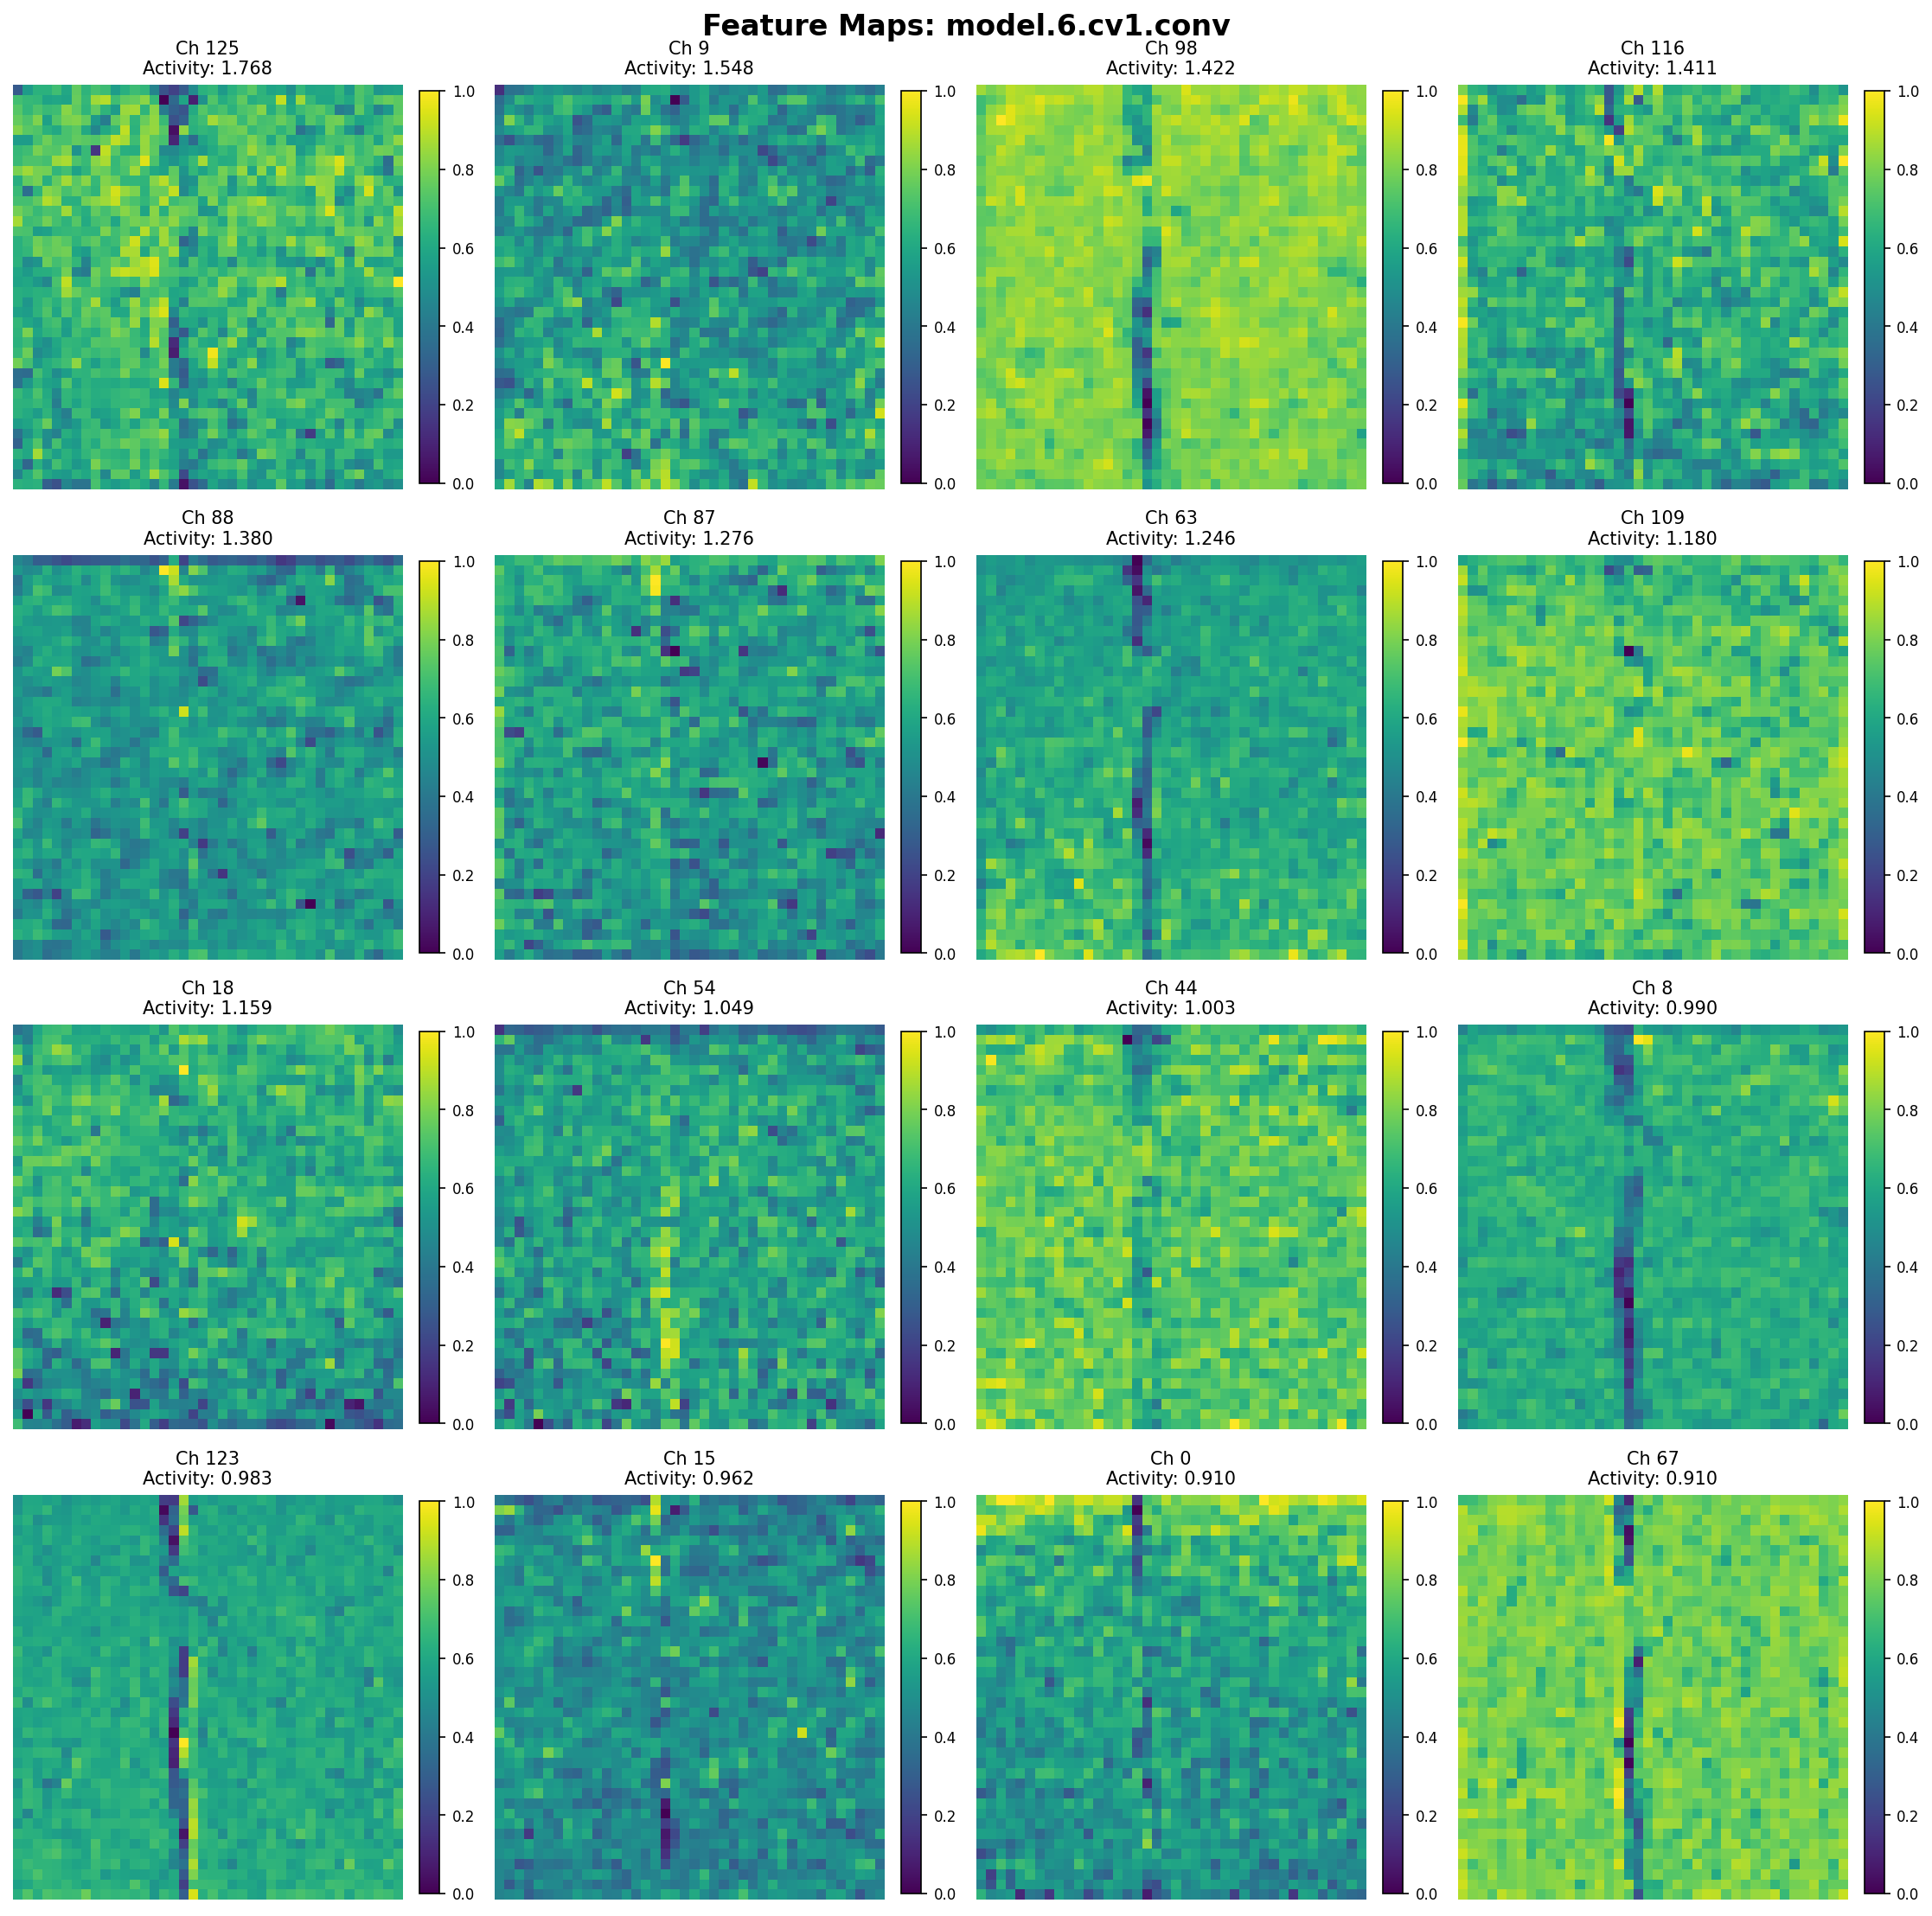 Feature Maps: model.6.cv1.conv
Ch 125
Activity: 1.768
1.0
0.8
0.6
0.4
0.2
0.0
Ch 9
Activity: 1.548
1.0
0.8
0.6
0.4
0.2
0.0
Ch 98
Activity: 1.422
1.0
0.8
0.6
0.4
0.2
0.0
Ch 116
Activity: 1.411
1.0
0.8
0.6
0.4
0.2
0.0
Ch 88
Activity: 1.380
1.0
0.8
0.6
0.4
0.2
0.0
Ch 87
Activity: 1.276
1.0
0.8
0.6
0.4
0.2
0.0
Ch 63
Activity: 1.246
1.0
0.8
0.6
0.4
0.2
0.0
Ch 109
Activity: 1.180
1.0
0.8
0.6
0.4
0.2
0.0
Ch 18
Activity: 1.159
1.0
0.8
0.6
0.4
0.2
0.0
Ch 54
Activity: 1.049
1.0
0.8
0.6
0.4
0.2
0.0
Ch 44
Activity: 1.003
1.0
0.8
0.6
0.4
0.2
0.0
Ch 8
Activity: 0.990
1.0
0.8
0.6
0.4
0.2
0.0
Ch 123
Activity: 0.983
1.0
0.8
0.6
0.4
0.2
0.0
Ch 15
Activity: 0.962
1.0
0.8
0.6
0.4
0.2
0.0
Ch 0
Activity: 0.910
1.0
0.8
0.6
0.4
0.2
0.0
Ch 67
Activity: 0.910
1.0
0.8
0.6
0.4
0.2
0.0